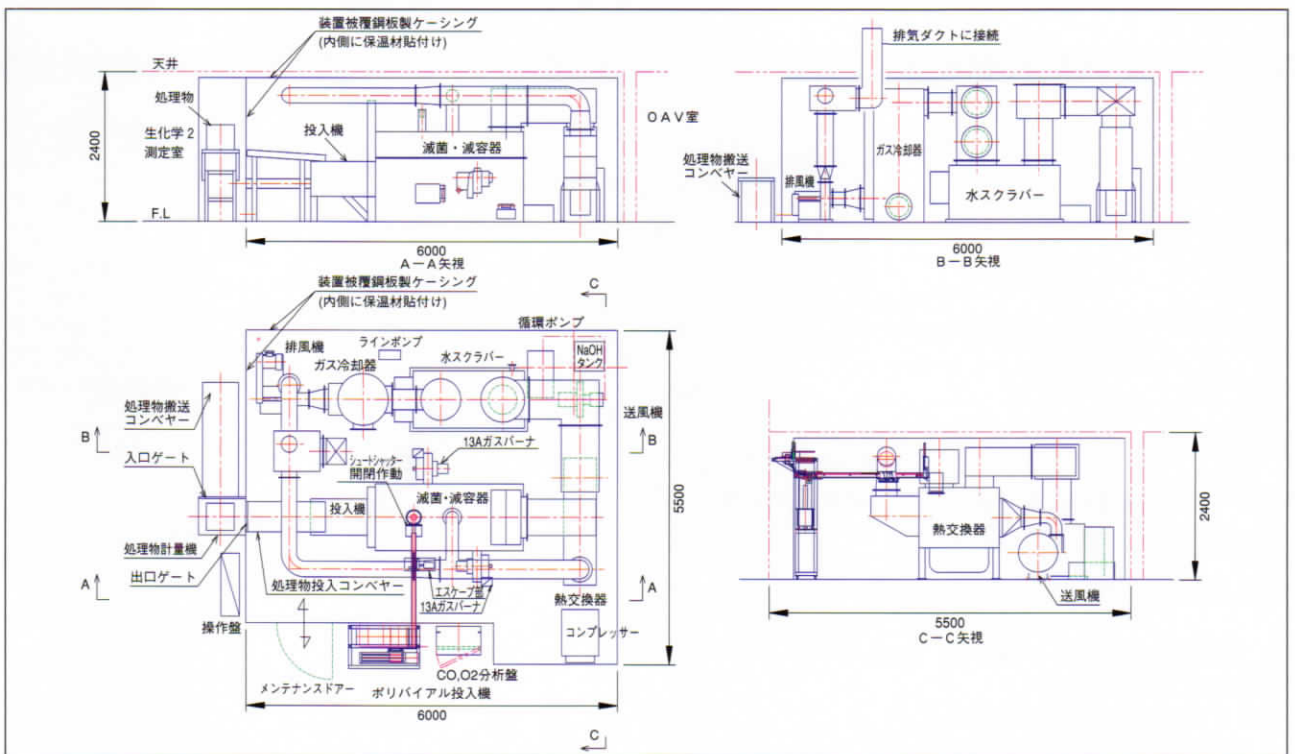 装置被覆鋼板製ケーシング
(内側に保温材貼付け)
天井
処理物
生化学2
測定室
投入機
滅菌・減容器
OAV室
2400
F.L
6000
A－A矢視
排気ダクトに接続
処理物搬送
コンベヤー
排風機
ガス冷却器
水スクラバー
6000
B－B矢視
装置被覆鋼板製ケーシング
(内側に保温材貼付け)
C
循環ポンプ
ラインポンプ
排風機
ガス冷却器
水スクラバー
NaOH
タンク
処理物搬送
コンベヤー
送風機
B
B
13Aガスバーナ
入口ゲート
シュートシャッター
開閉作動
滅菌・減容器
投入機
5500
処理物計量機
出口ゲート
処理物投入コンベヤー
エスケープ部
13Aガスバーナ
A
A
熱交換器
操作盤
コンプレッサー
CO,O2分析盤
メンテナンスドアー
ポリバイアル投入機
6000
C
熱交換器
2400
送風機
5500
C－C矢視